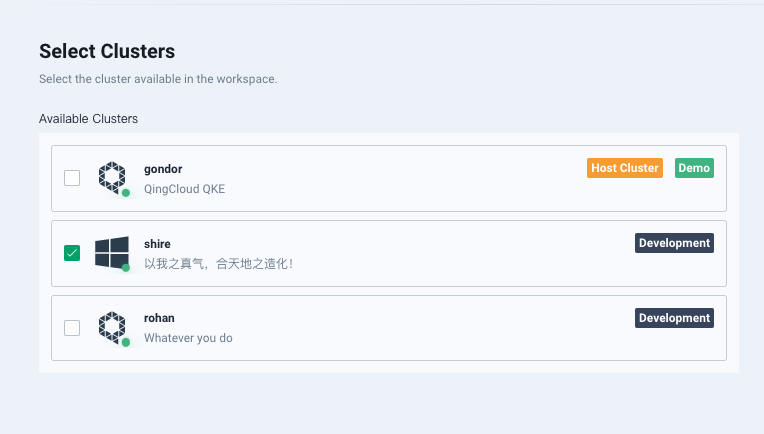 Select Clusters
Select the cluster available in the workspace.
Available Clusters
gondor
Host Cluster
Demo
QingCloud QKE
shire
Development
以我之真气，合天地之造化！
rohan
Development
Whatever you do